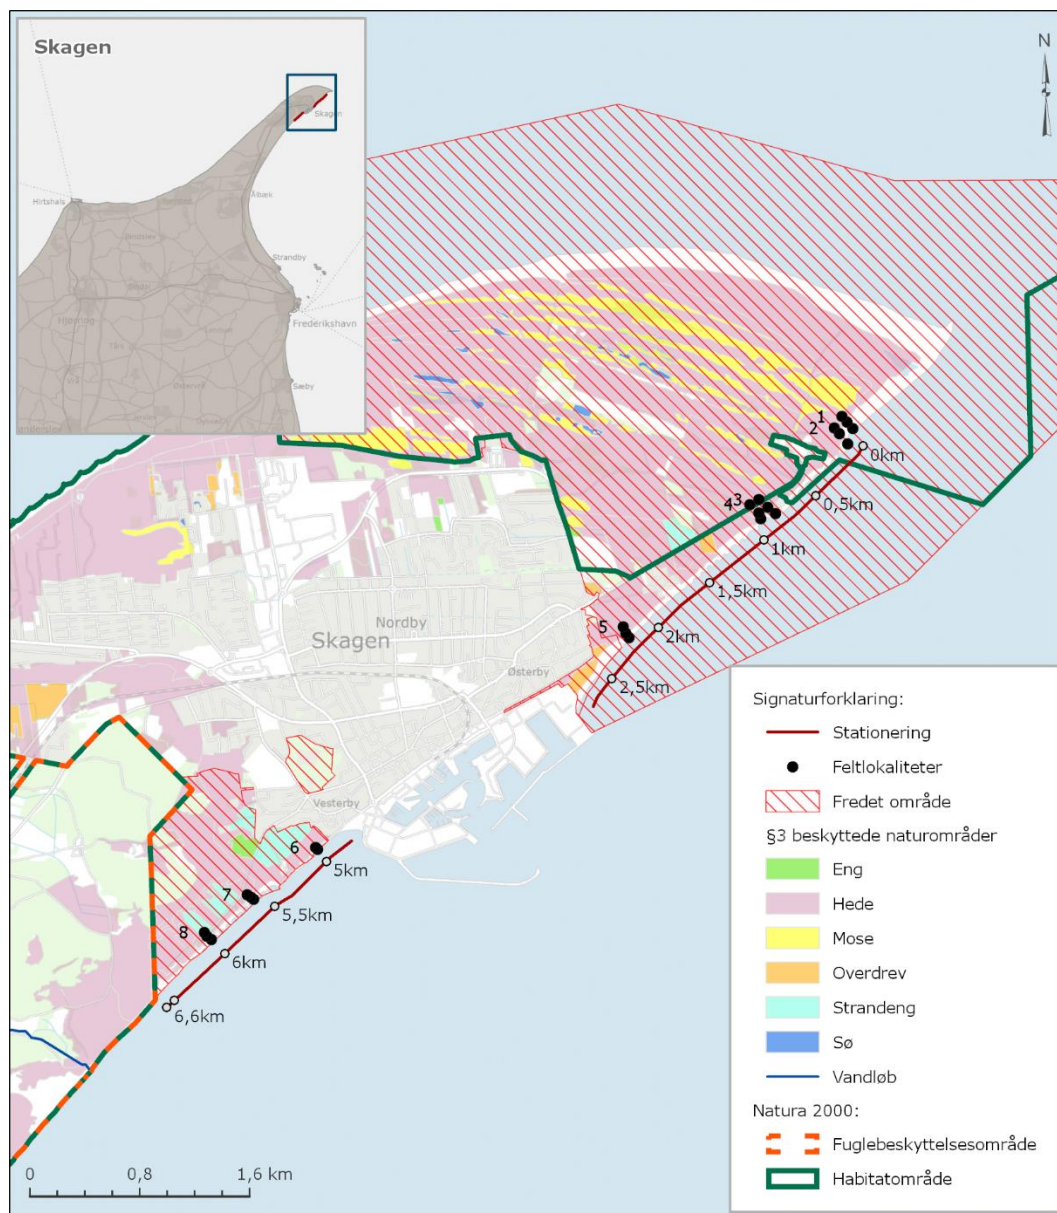 Skagen
Skagen
Hirtshals
Ålbæk
Strandby
Hjørring
Frederikshavn
Sæby
N
1
2
0km
3
4
0,5km
1km
1,5km
5
2km
Nordby
Skagen
Østerby
2,5km
Vesterby
6
5km
7
5,5km
8
6km
6,6km
0 0,8 1,6 km
Signaturforklaring:
Stationering
Feltlokaliteter
Fredet område
§3 beskyttede naturområder
Eng
Hede
Mose
Overdrev
Strandeng
Sø
Vandløb
Natura 2000:
Fuglebeskyttelsesområde
Habitatområde